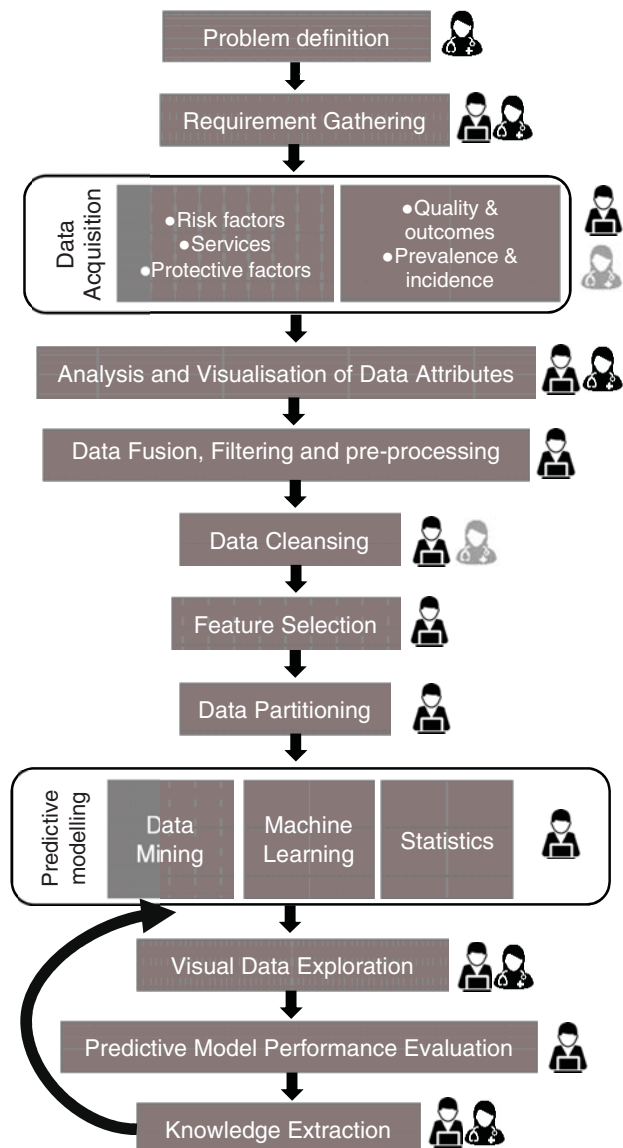 Problem definition
Requirement Gathering
Data
Acquisition
●Risk factors
●Services
●Protective factors
●Quality &
outcomes
●Prevalence &
incidence
Analysis and Visualisation of Data Attributes
Data Fusion, Filtering and pre-processing
Data Cleansing
Feature Selection
Data Partitioning
Predictive
modelling
Data
Mining
Machine
Learning
Statistics
Visual Data Exploration
Predictive Model Performance Evaluation
Knowledge Extraction